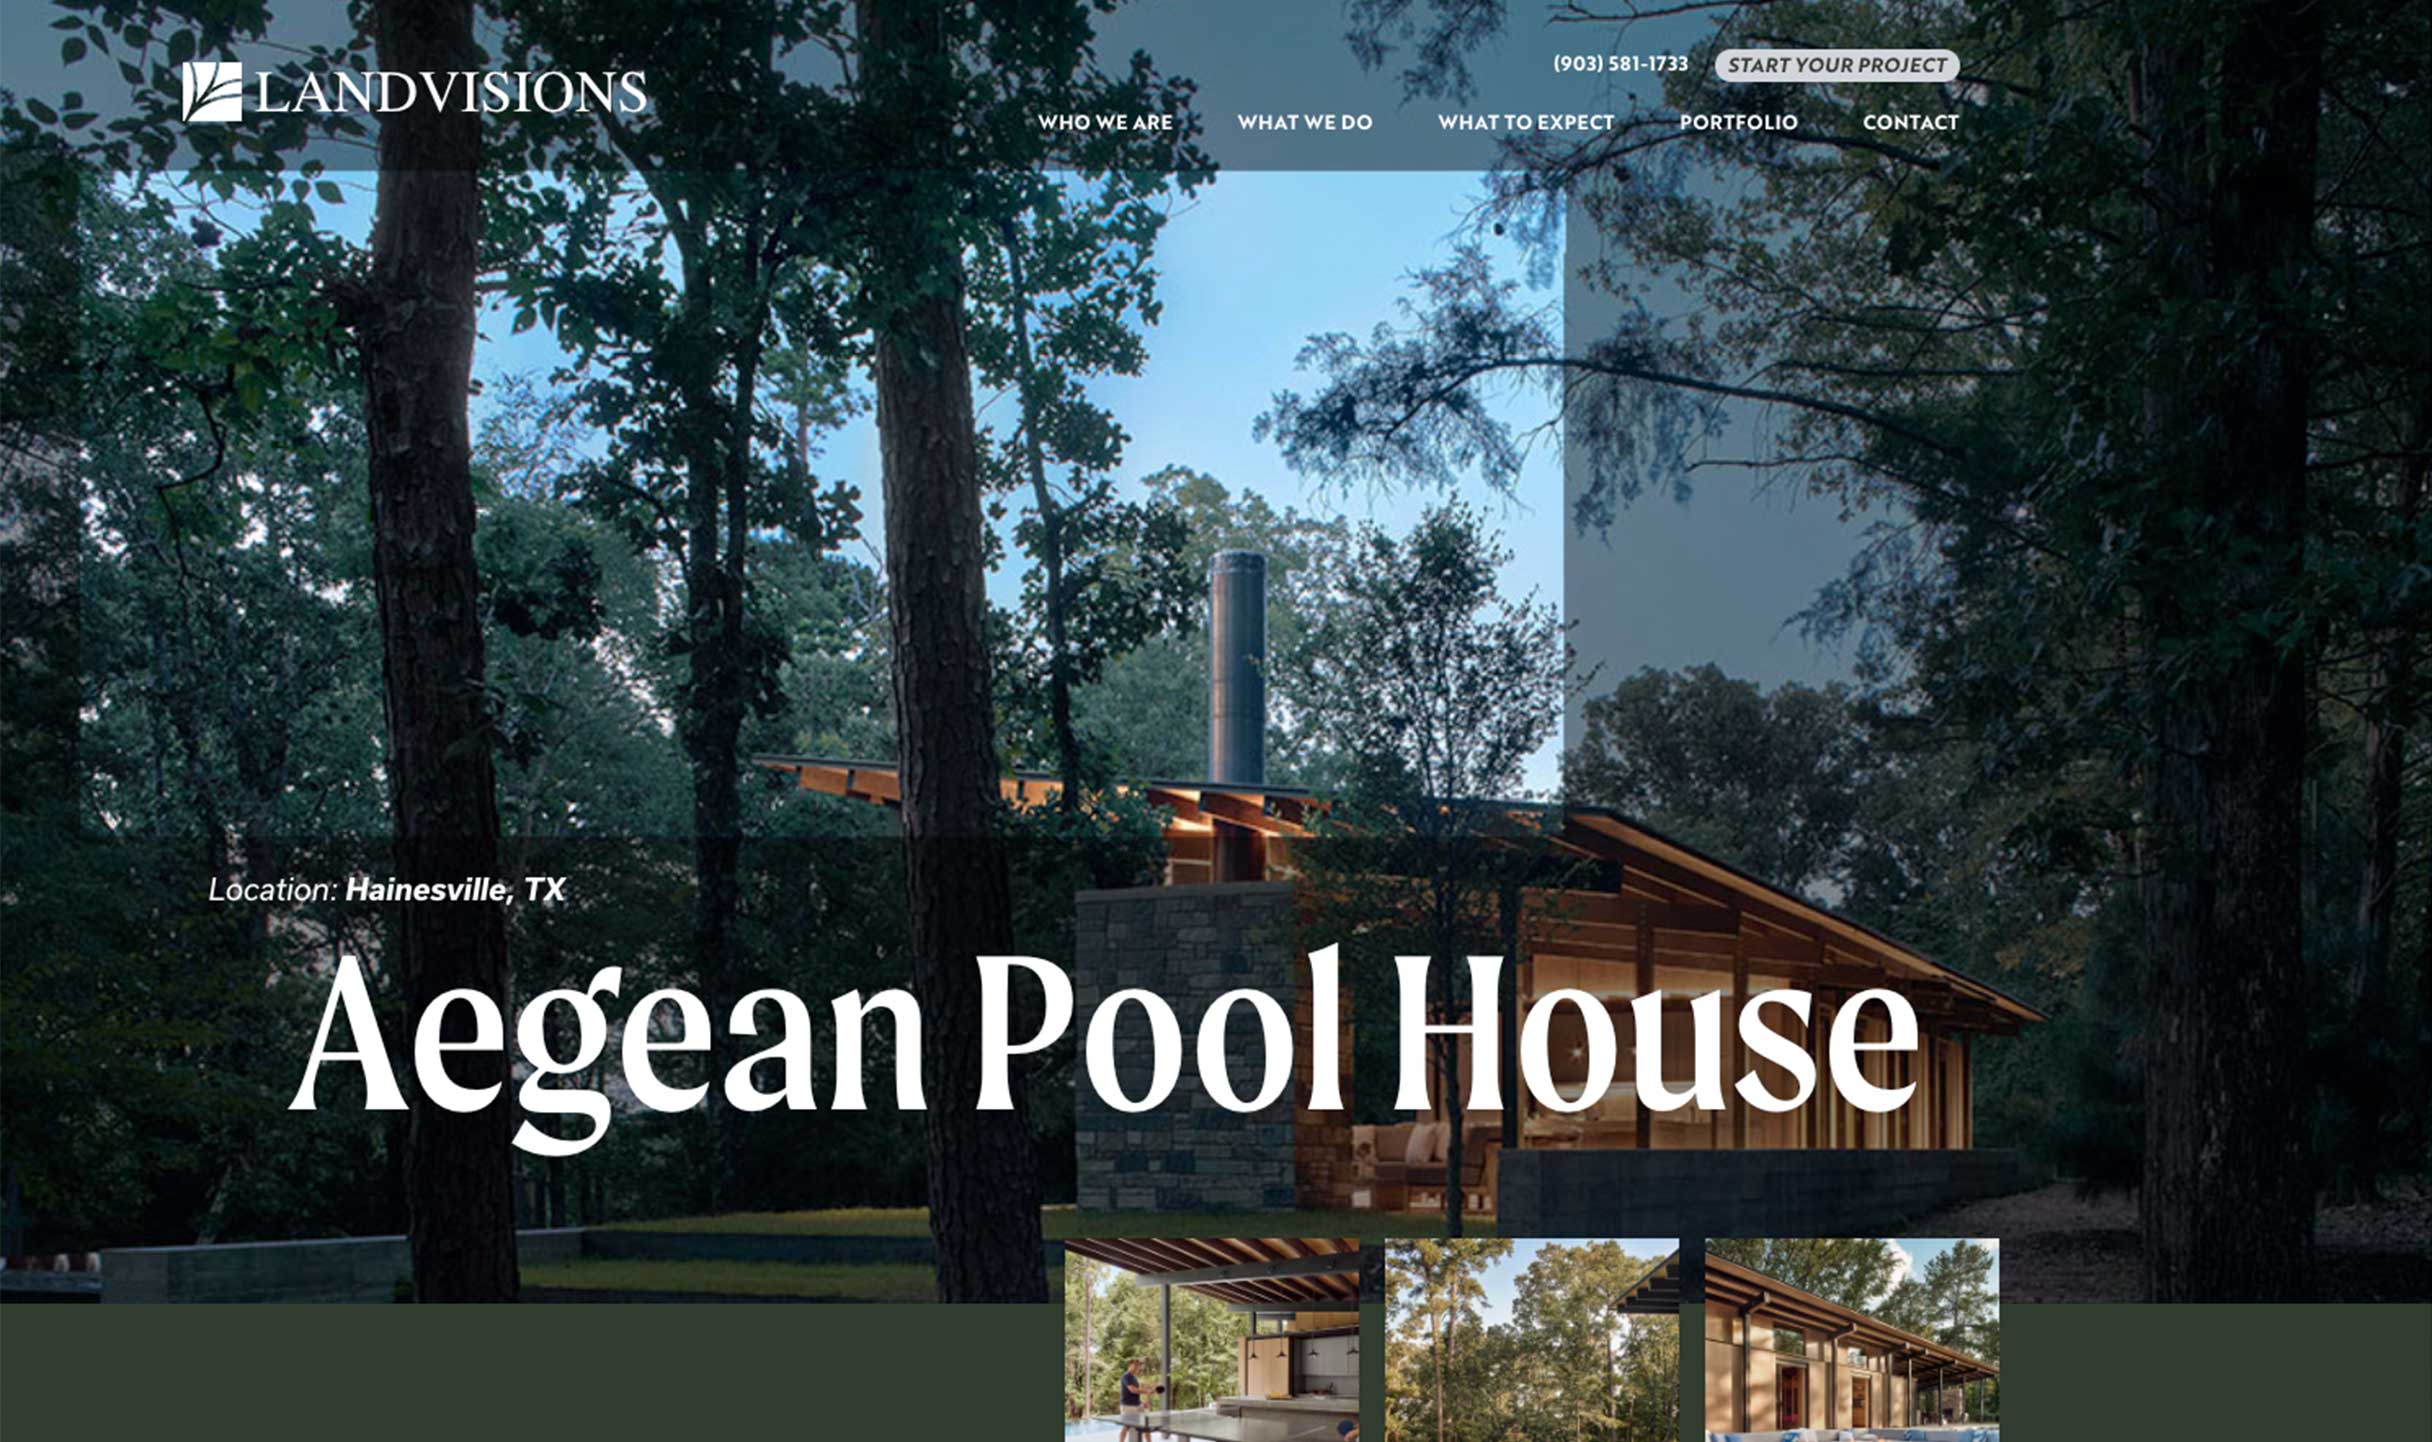 LANDVISIONS
(903) 581-1733
START YOUR PROJECT
WHO WE ARE
WHAT WE DO
WHAT TO EXPECT
PORTFOLIO
CONTACT
Location: Hainesville, TX
Aegean Pool House